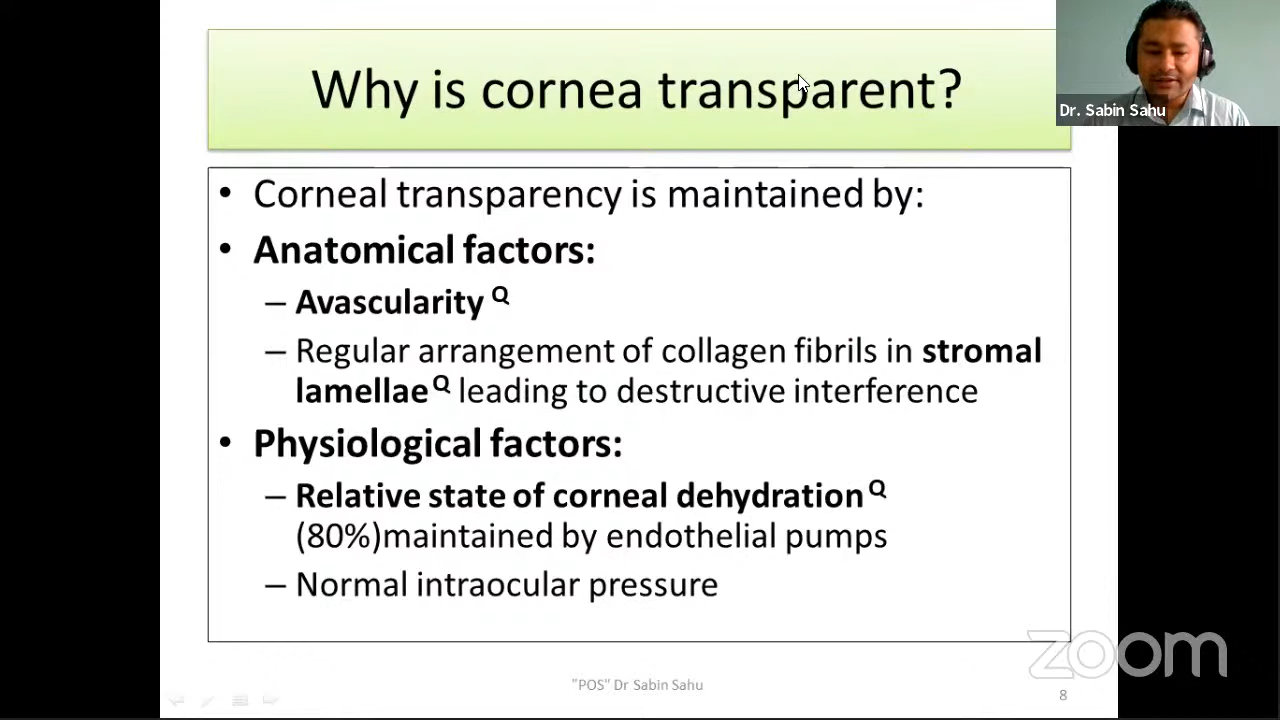 Why is cornea transparent?
Dr. Sabin Sahu
• Corneal transparency is maintained by:
• Anatomical factors:
– Avascularity Q
– Regular arrangement of collagen fibrils in stromal
lamellae Q leading to destructive interference
• Physiological factors:
– Relative state of corneal dehydration Q
(80%)maintained by endothelial pumps
– Normal intraocular pressure
zoom
"POS" Dr Sabin Sahu
8